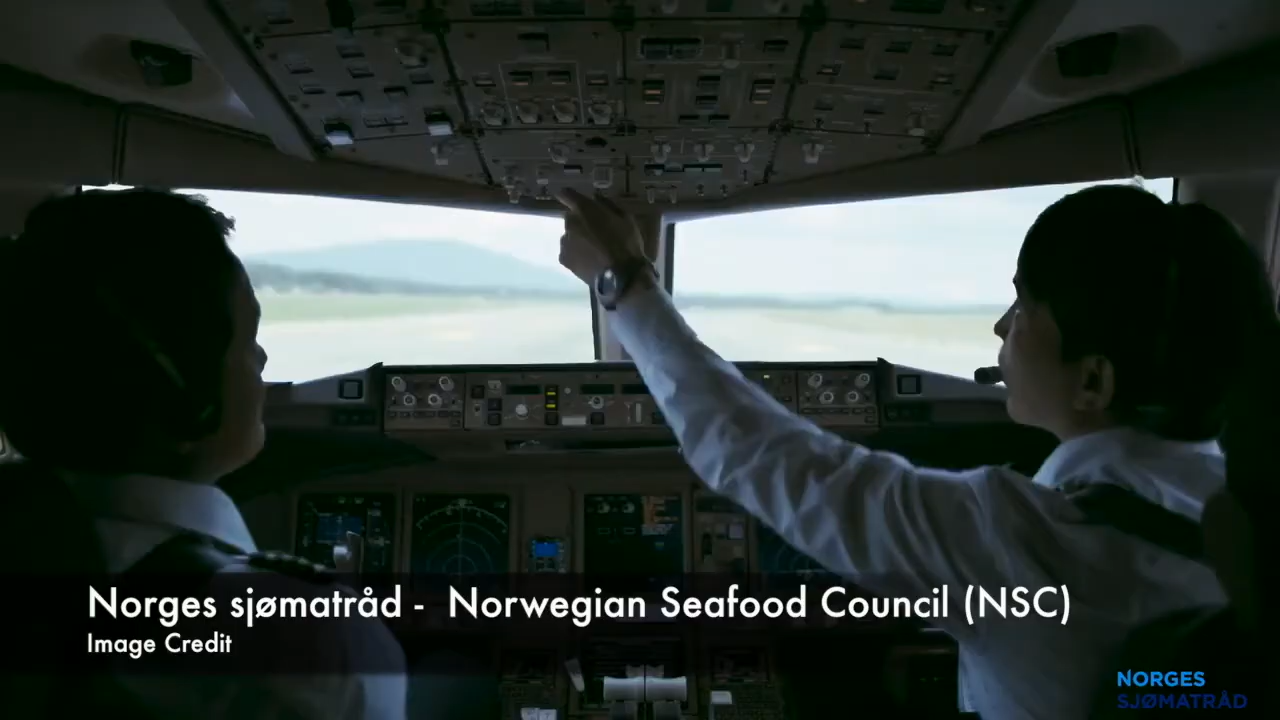 Norges sjømatråd -  Norwegian Seafood Council (NSC)
Image Credit
NORGES
SJØMATRÅD